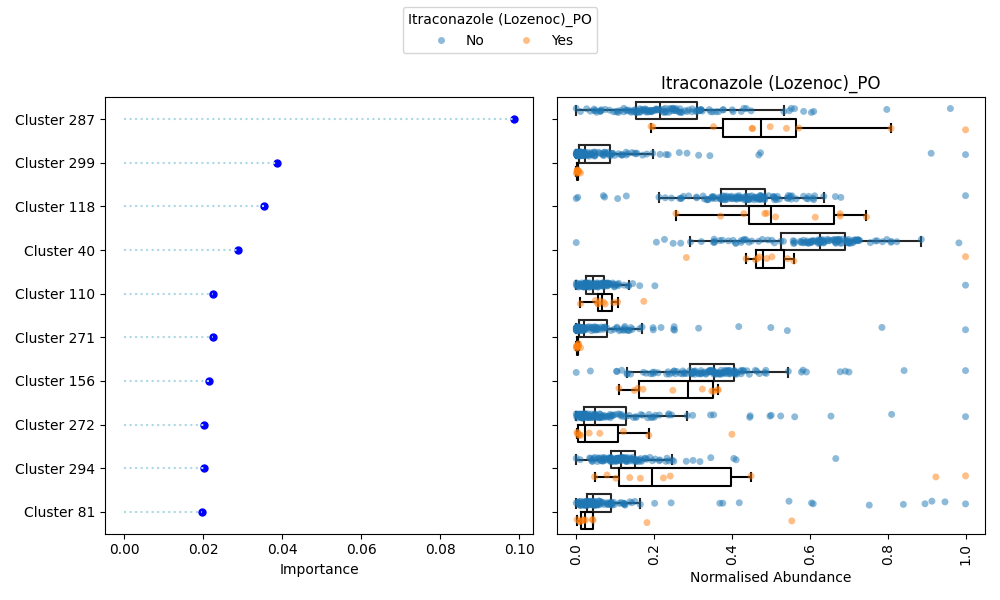 Itraconazole (Lozenoc)_PO
No Yes
Itraconazole (Lozenoc)_PO
Cluster 287
Cluster 299
Cluster 118
Cluster 40
Cluster 110
Cluster 271
Cluster 156
Cluster 272
Cluster 294
Cluster 81
0.00 0.02 0.04 0.06 0.08 0.10
Importance
0.0 0.2 0.4 0.6 0.8 1.0
Normalised Abundance